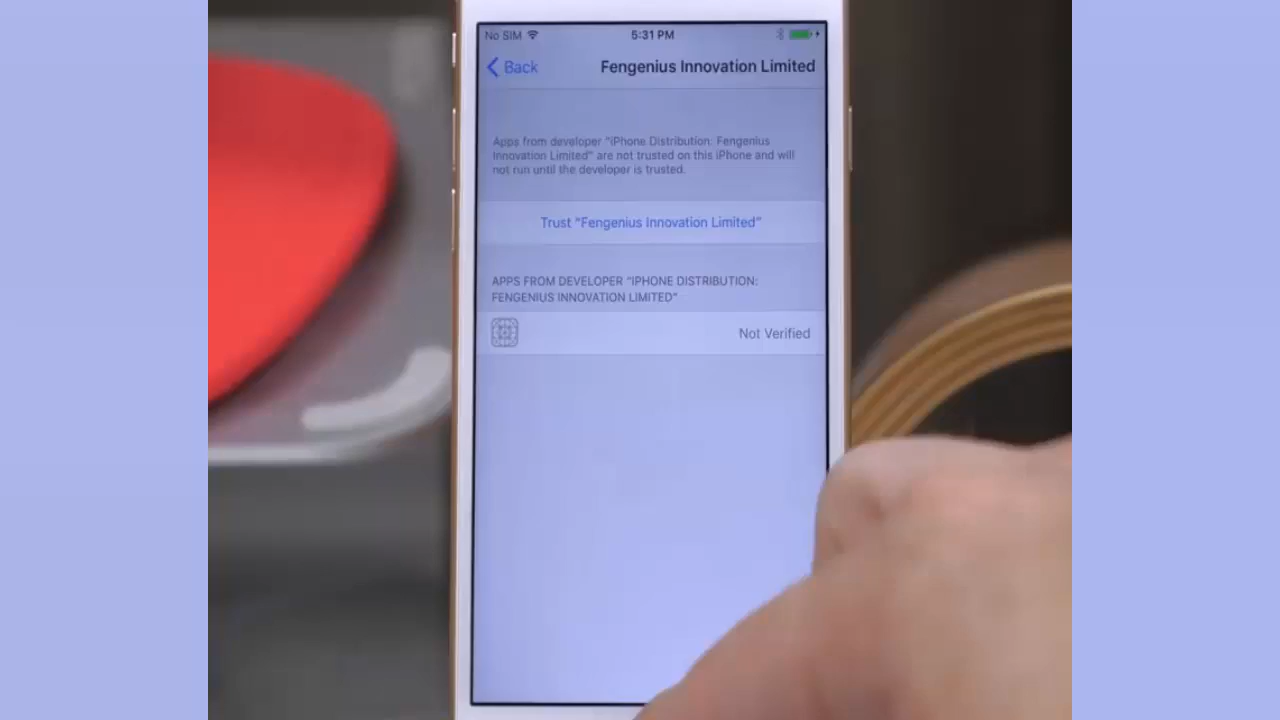 No SIM 5:31 PM
Back Fengenius Innovation Limited
Apps from developer "iPhone Distribution: Fengenius
Innovation Limited" are not trusted on this iPhone and will
not run until the developer is trusted.
Trust "Fengenius Innovation Limited"
APPS FROM DEVELOPER "IPHONE DISTRIBUTION:
FENGENIUS INNOVATION LIMITED"
Not Verified